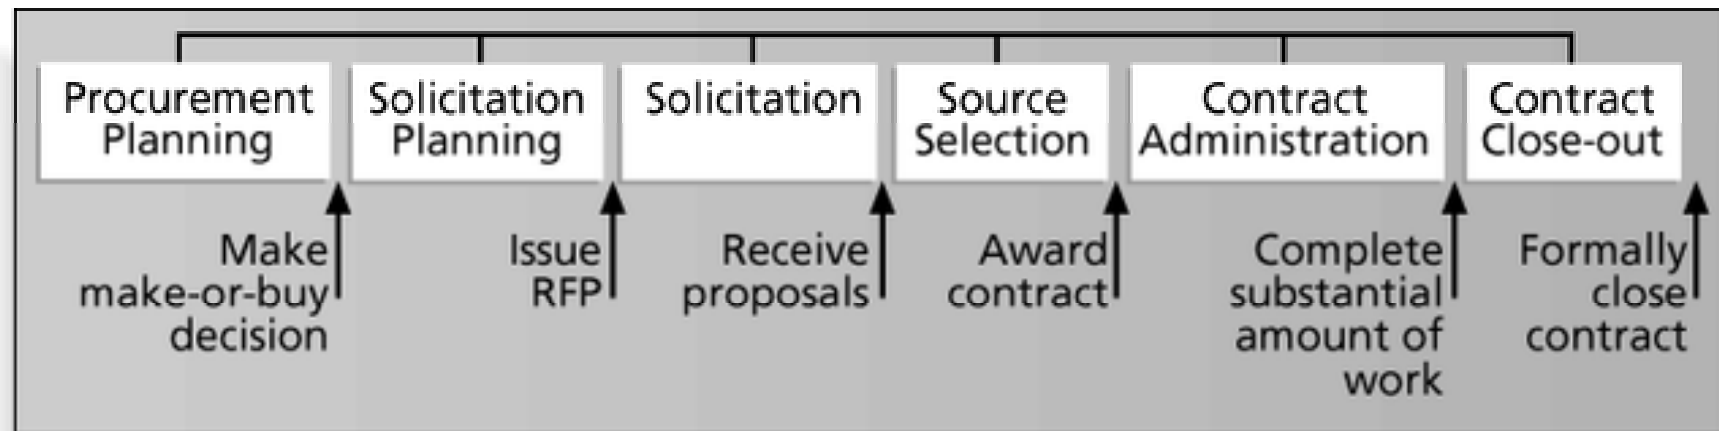 Procurement
Planning
Solicitation
Planning
Solicitation
Source
Selection
Contract
Administration
Contract
Close-out
Make
make-or-buy
decision
Issue
RFP
Receive
proposals
Award
contract
Complete
substantial
amount of
work
Formally
close
contract